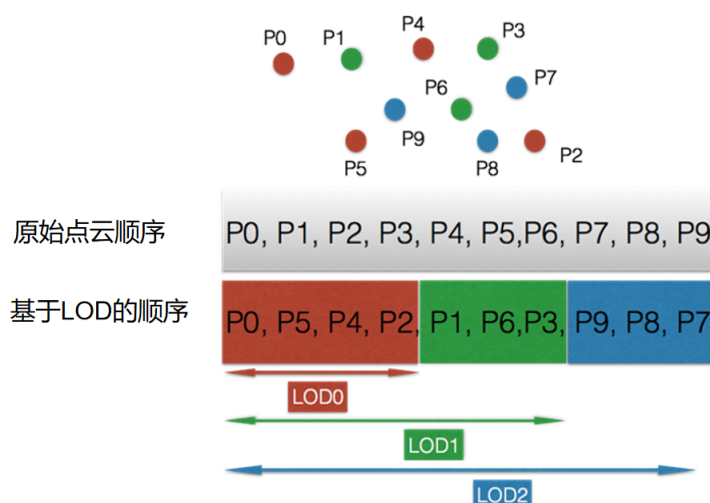 P0 P1 P4 P3
P6 P7
P9
P5 P8 P2
原始点云顺序 P0, P1, P2, P3, P4, P5,P6, P7, P8, P9
基于LOD的顺序 P0, P5, P4, P2, P1, P6,P3, P9, P8, P7
LOD0
LOD1
LOD2